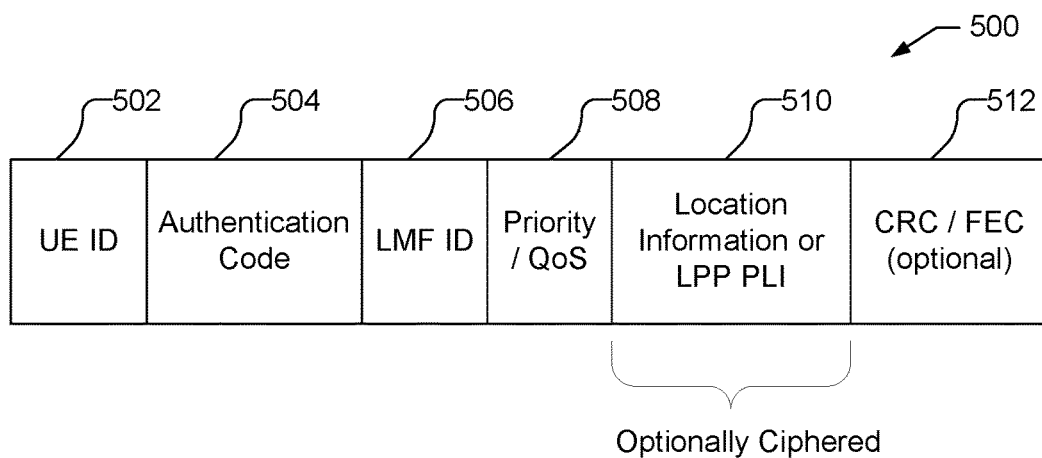 500
502 504 506 508 510 512
UE ID
Authentication
Code
LMF ID
Priority
/ QoS
Location
Information or
LPP PLI
CRC / FEC
(optional)
Optionally Ciphered